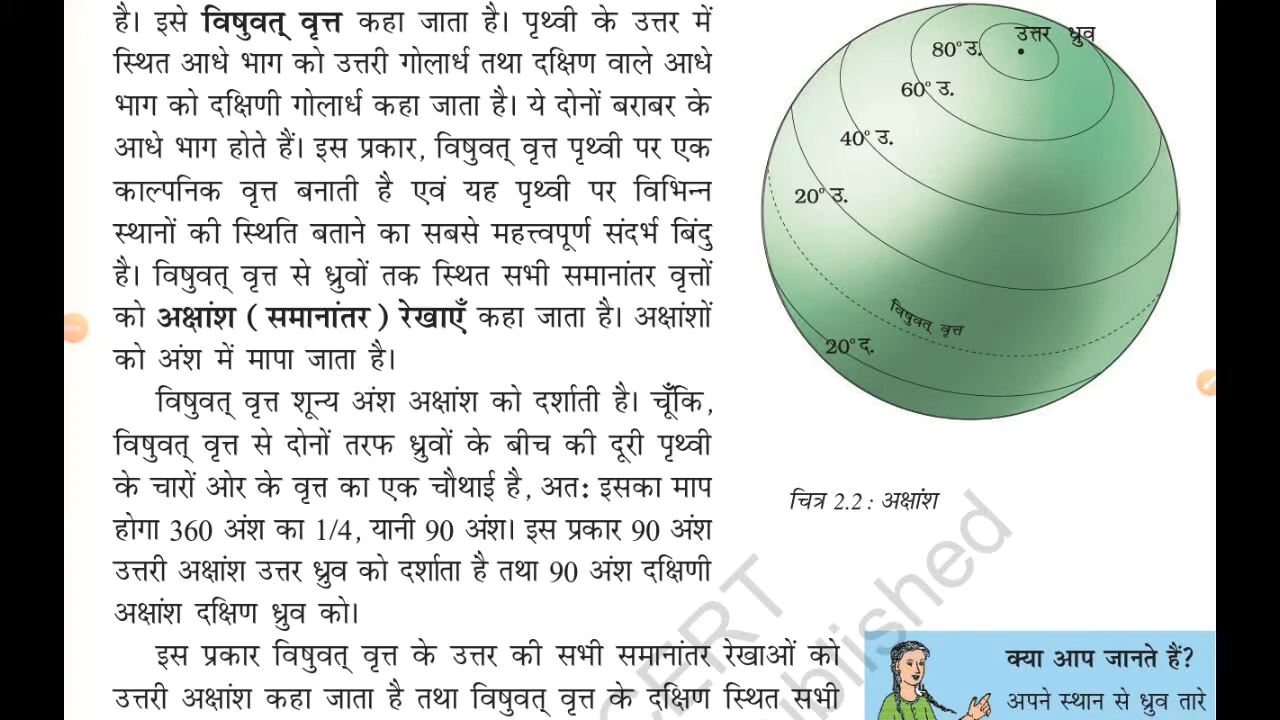 है। इसे विषुवत् वृत्त कहा जाता है। पृथ्वी के उत्तर में
स्थित आधे भाग को उत्तरी गोलार्ध तथा दक्षिण वाले आधे
भाग को दक्षिणी गोलार्ध कहा जाता है। ये दोनों बराबर के
आधे भाग होते हैं। इस प्रकार, विषुवत् वृत्त पृथ्वी पर एक
काल्पनिक वृत्त बनाती है एवं यह पृथ्वी पर विभिन्न
स्थानों की स्थिति बताने का सबसे महत्त्वपूर्ण संदर्भ बिंदु
है। विषुवत् वृत्त से ध्रुवों तक स्थित सभी समानांतर वृत्तों
को अक्षांश ( समानांतर ) रेखाएँ कहा जाता है। अक्षांशों
को अंश में मापा जाता है।
विषुवत् वृत्त शून्य अंश अक्षांश को दर्शाती है। चूँकि,
विषुवत् वृत्त से दोनों तरफ ध्रुवों के बीच की दूरी पृथ्वी
के चारों ओर के वृत्त का एक चौथाई है, अतः इसका माप
होगा 360 अंश का 1/4, यानी 90 अंश। इस प्रकार 90 अंश
उत्तरी अक्षांश उत्तर ध्रुव को दर्शाता है तथा 90 अंश दक्षिणी
अक्षांश दक्षिण ध्रुव को।
इस प्रकार विषुवत् वृत्त के उत्तर की सभी समानांतर रेखाओं को
उत्तरी अक्षांश कहा जाता है तथा विषुवत् वृत्त के दक्षिण स्थित सभी
उत्तर ध्रुव
80° उ.
60° उ.
40° उ.
20° उ.
विषुवत् वृत्त
20° द.
चित्र 2.2 : अक्षांश
क्या आप जानते हैं?
अपने स्थान से ध्रुव तारे